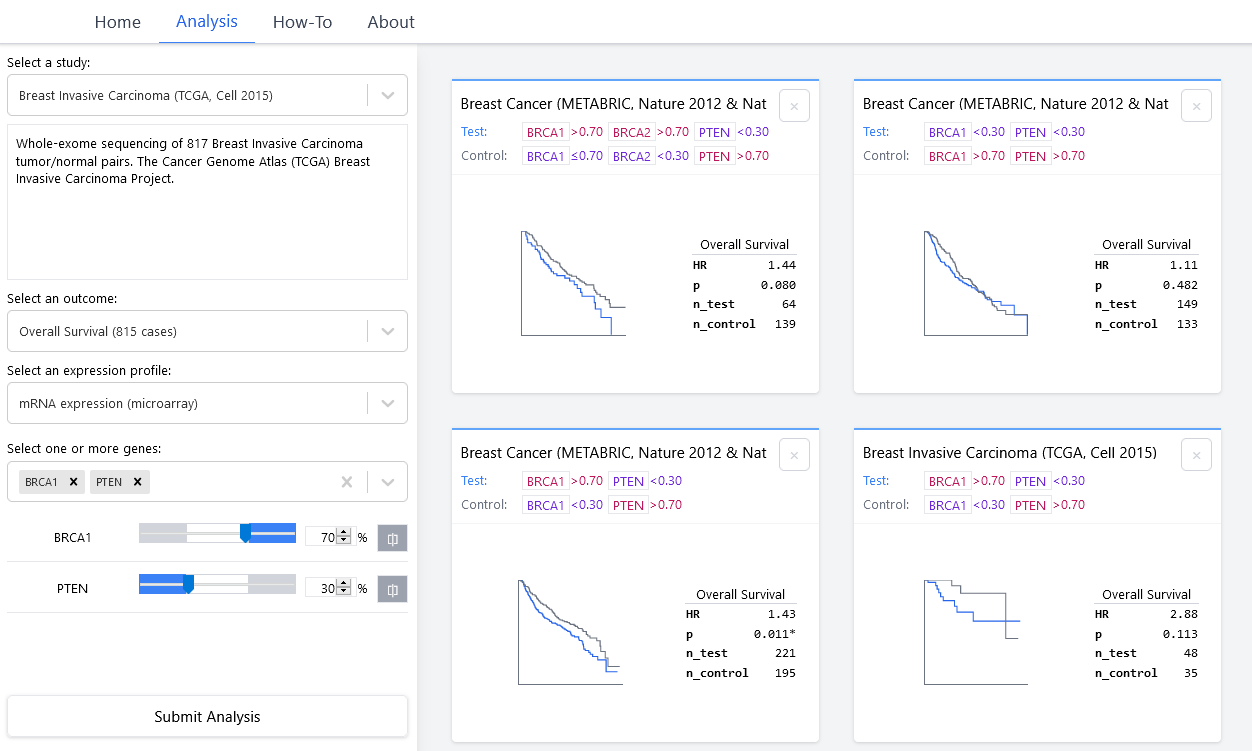 Home Analysis How-To About
Select a study:
Breast Invasive Carcinoma (TCGA, Cell 2015)
Whole-exome sequencing of 817 Breast Invasive Carcinoma
tumor/normal pairs. The Cancer Genome Atlas (TCGA) Breast
Invasive Carcinoma Project.
Select an outcome:
Overall Survival (815 cases)
Select an expression profile:
mRNA expression (microarray)
Select one or more genes:
BRCA1 × PTEN ×
BRCA1 70 %
PTEN 30 %
Submit Analysis
Breast Cancer (METABRIC, Nature 2012 & Nat
Test: BRCA1 >0.70 BRCA2 >0.70 PTEN <0.30
Control: BRCA1 ≤0.70 BRCA2 <0.30 PTEN >0.70
Overall Survival
HR 1.44
p 0.080
n_test 64
n_control 139
Breast Cancer (METABRIC, Nature 2012 & Nat
Test: BRCA1 <0.30 PTEN <0.30
Control: BRCA1 >0.70 PTEN >0.70
Overall Survival
HR 1.11
p 0.482
n_test 149
n_control 133
Breast Cancer (METABRIC, Nature 2012 & Nat
Test: BRCA1 >0.70 PTEN <0.30
Control: BRCA1 <0.30 PTEN >0.70
Overall Survival
HR 1.43
p 0.011*
n_test 221
n_control 195
Breast Invasive Carcinoma (TCGA, Cell 2015)
Test: BRCA1 >0.70 PTEN <0.30
Control: BRCA1 <0.30 PTEN >0.70
Overall Survival
HR 2.88
p 0.113
n_test 48
n_control 35